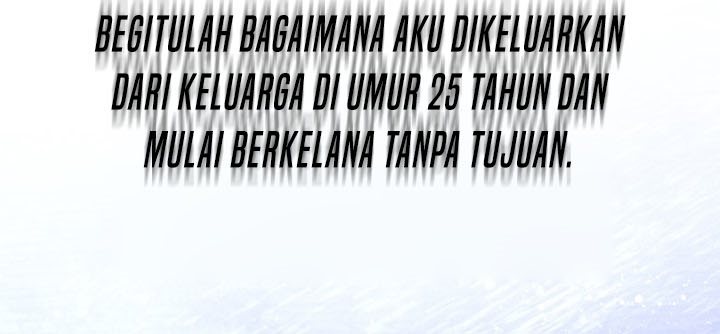 BEGITULAH BAGAIMANA AKU DIKELUARKAN
DARI KELUARGA DI UMUR 25 TAHUN DAN
MULAI BERKELANA TANPA TUJUAN.